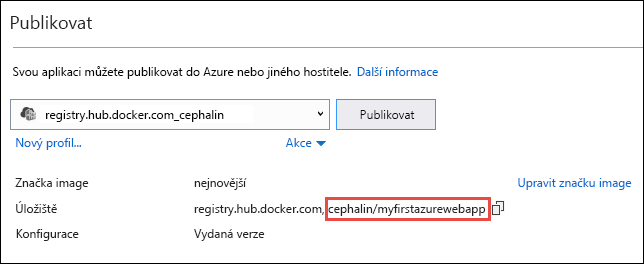 Publikovat
Svou aplikaci můžete publikovat do Azure nebo jiného hostitele. Další informace
registry.hub.docker.com_cephalin Publikovat
Nový profil... Akce
Značka image nejnovější Upravit značku image
Úložiště registry.hub.docker.com, cephalin/myfirstazurewebapp
Konfigurace Vydaná verze